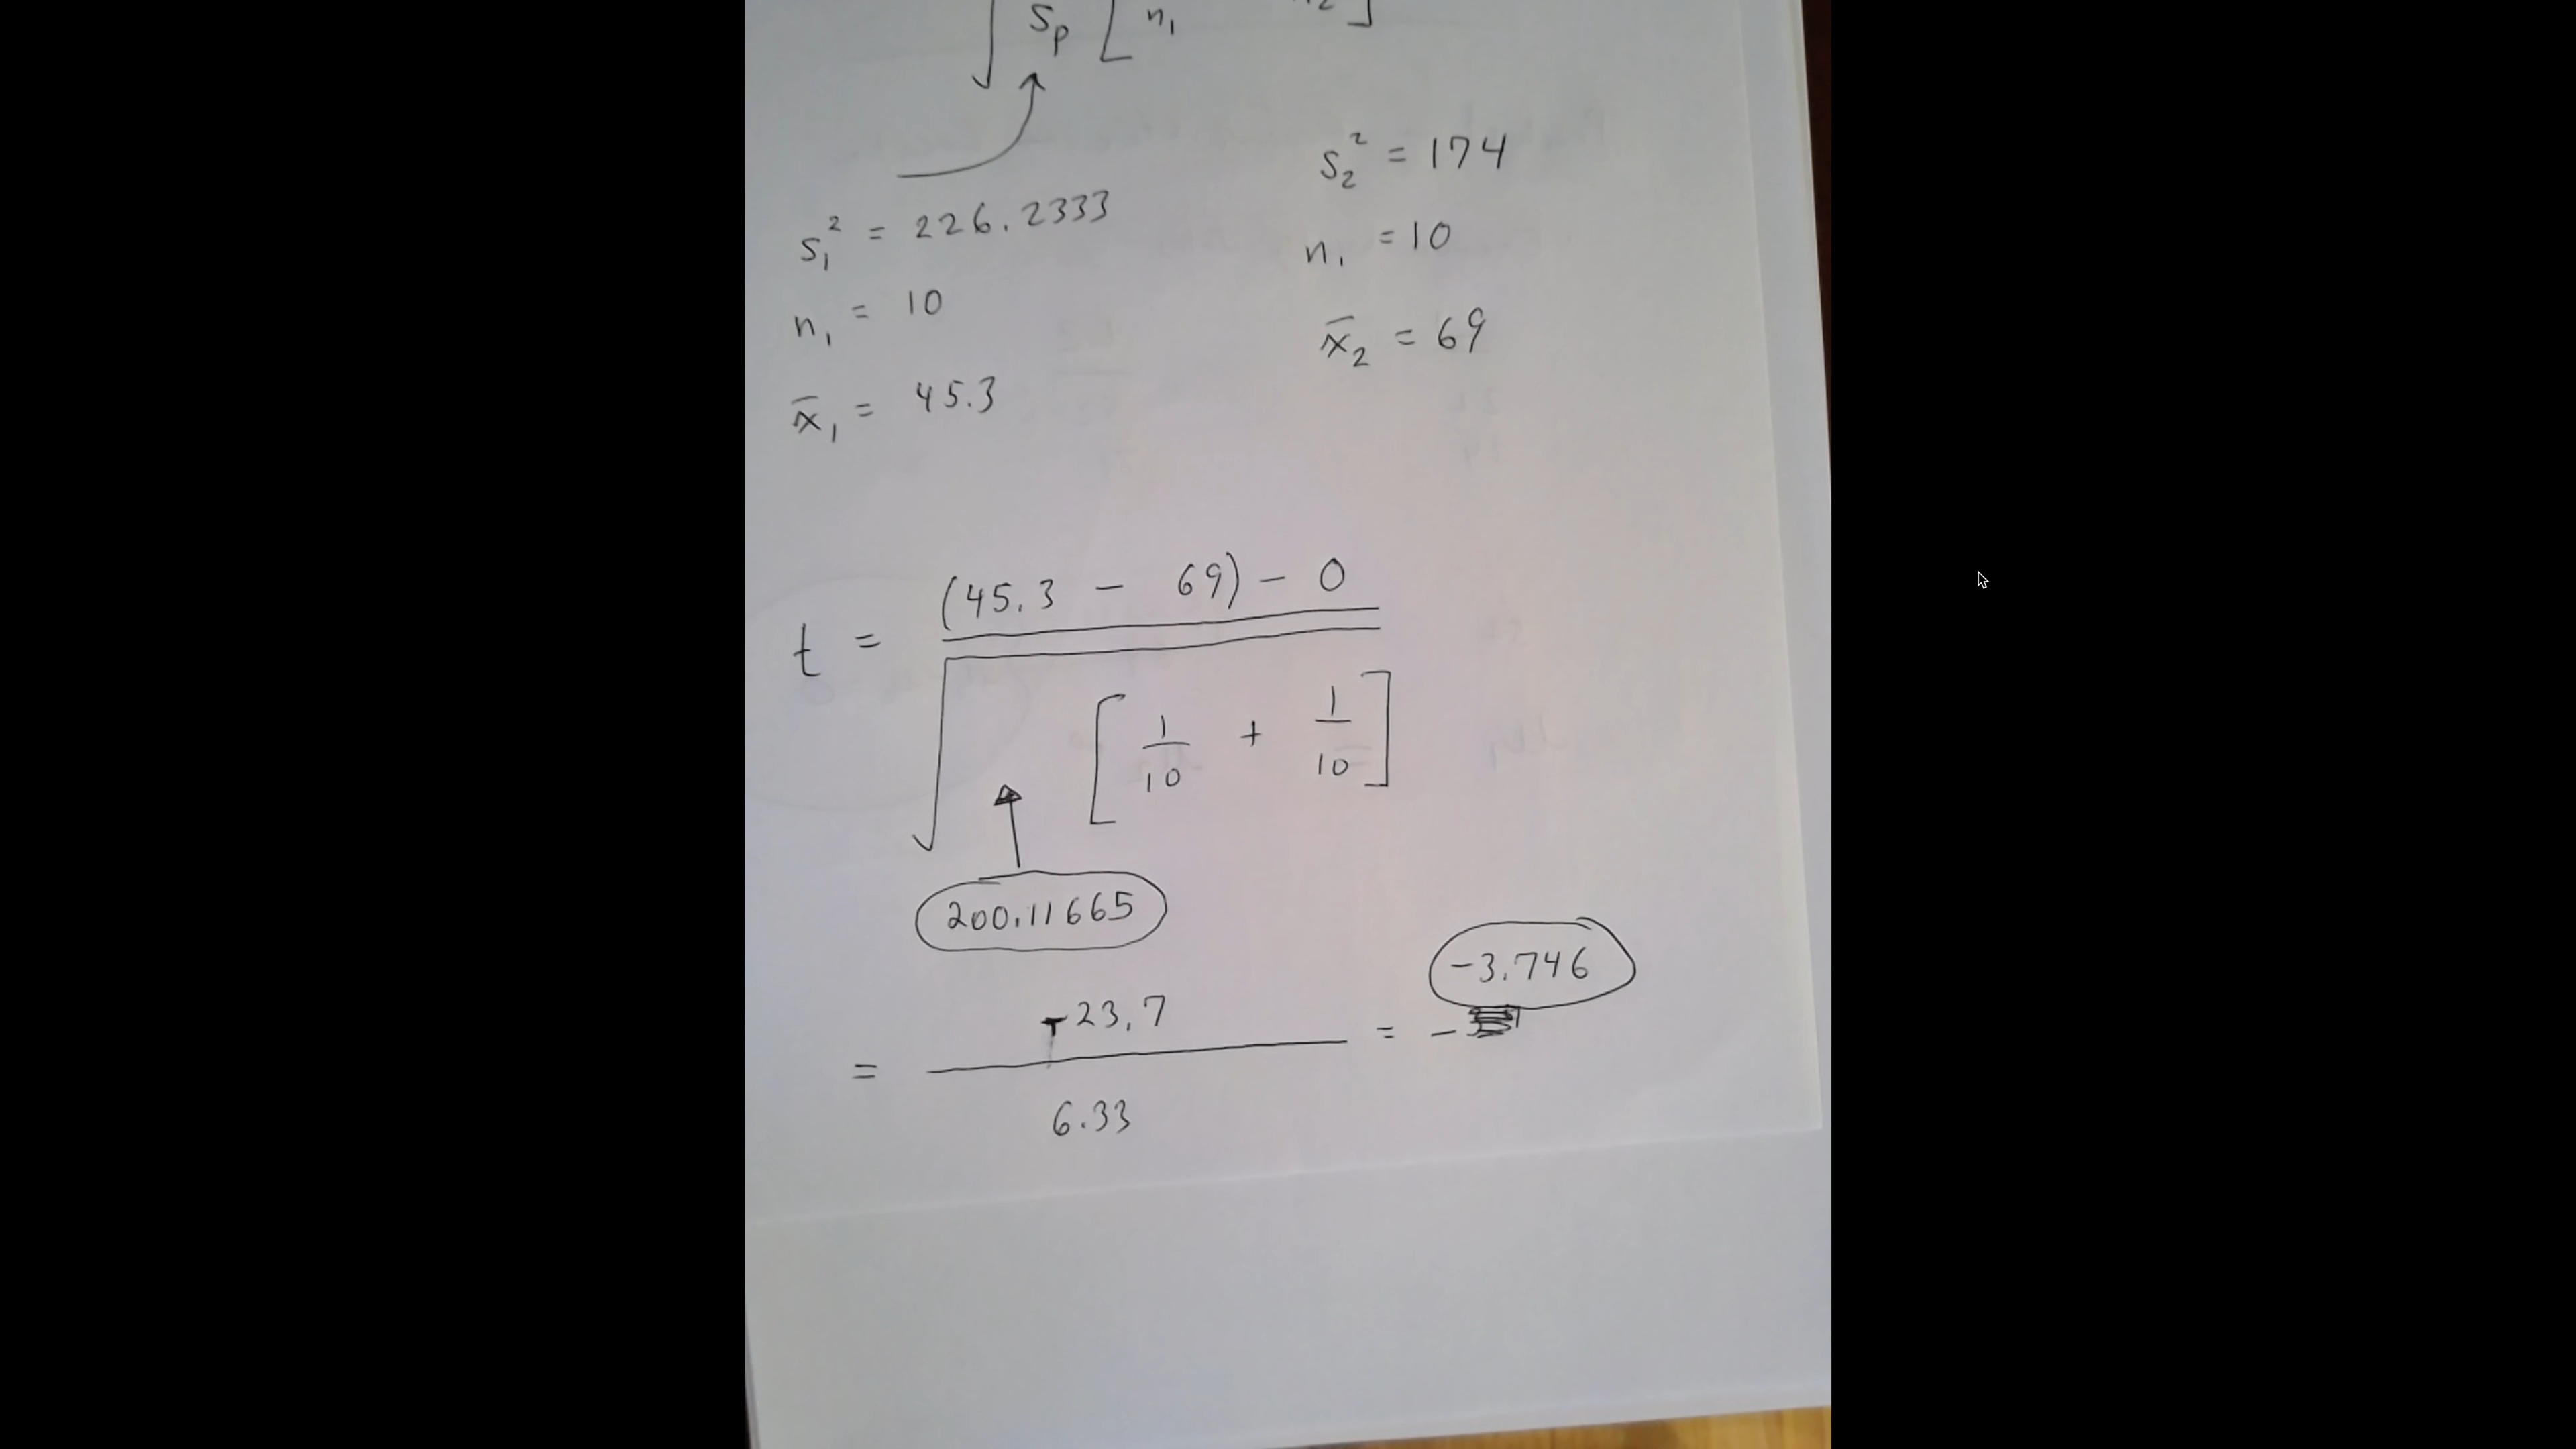 Sp [ n₁ n₂ ]
s₁² = 226.2333
n₁ = 10
x̄₁ = 45.3
s₂² = 174
n₁ = 10
x̄₂ = 69
t = (45.3 - 69) - 0
√ [ 1/10 + 1/10 ]
200.11665
= -23.7 / 6.33 = -
-3.746